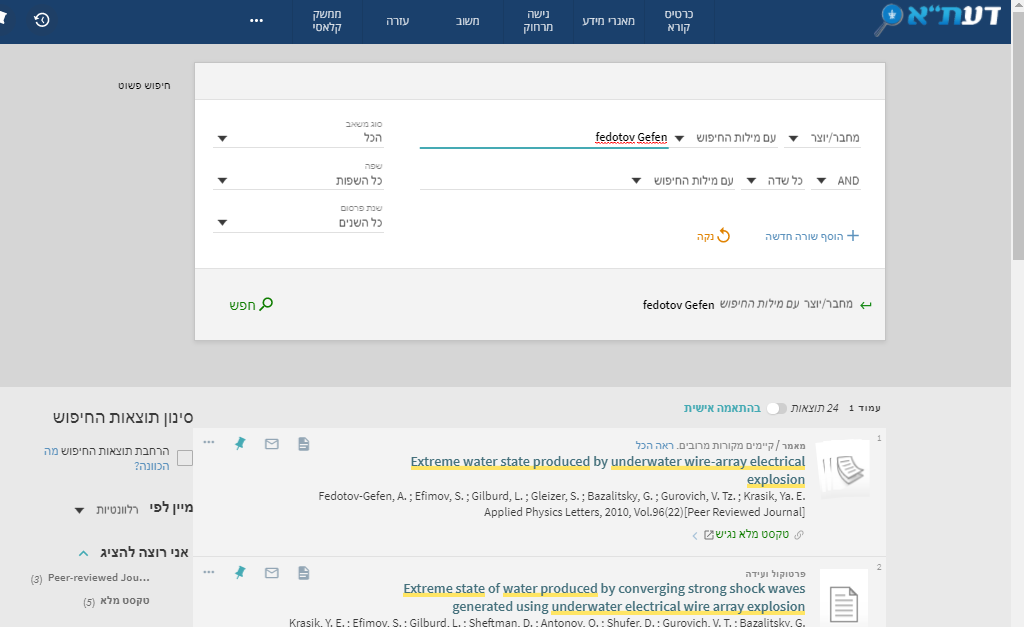 דעת"א
כרטיס קורא
מאגרי מידע
גישה מרחוק
משוב
עזרה
ממשק קלאסי
חיפוש פשוט
מחבר/יוצר
עם מילות החיפוש
fedotov Gefen
סוג משאב
הכל
AND
כל שדה
עם מילות החיפוש
שפה
כל השפות
שנת פרסום
כל השנים
הוסף שורה חדשה
נקה
מחבר/יוצר עם מילות החיפוש fedotov Gefen
חפש
עמוד 1 24 תוצאות
בהתאמה אישית
1
מאמר / קיימים מקורות מרובים. ראה הכל
Extreme water state produced by underwater wire-array electrical
explosion
Fedotov-Gefen, A. ; Efimov, S. ; Gilburd, L. ; Gleizer, S. ; Bazalitsky, G. ; Gurovich, V. Tz. ; Krasik, Ya. E.
Applied Physics Letters, 2010, Vol.96(22)[Peer Reviewed Journal]
טקסט מלא נגיש
2
פרטוקול ועידה
Extreme state of water produced by converging strong shock waves
generated using underwater electrical wire array explosion
Krasik, Y. E. ; Efimov, S. ; Gilburd, L. ; Sheftman, D. ; Antonov, O. ; Shufer, D. ; Gurovich, V. T. ; Bazalitsky, G.
סינון תוצאות החיפוש
הרחבת תוצאות החיפוש מה
הכוונה?
מיין לפי רלוונטיות
אני רוצה להציג
Peer-reviewed Jou... (3)
טקסט מלא (5)